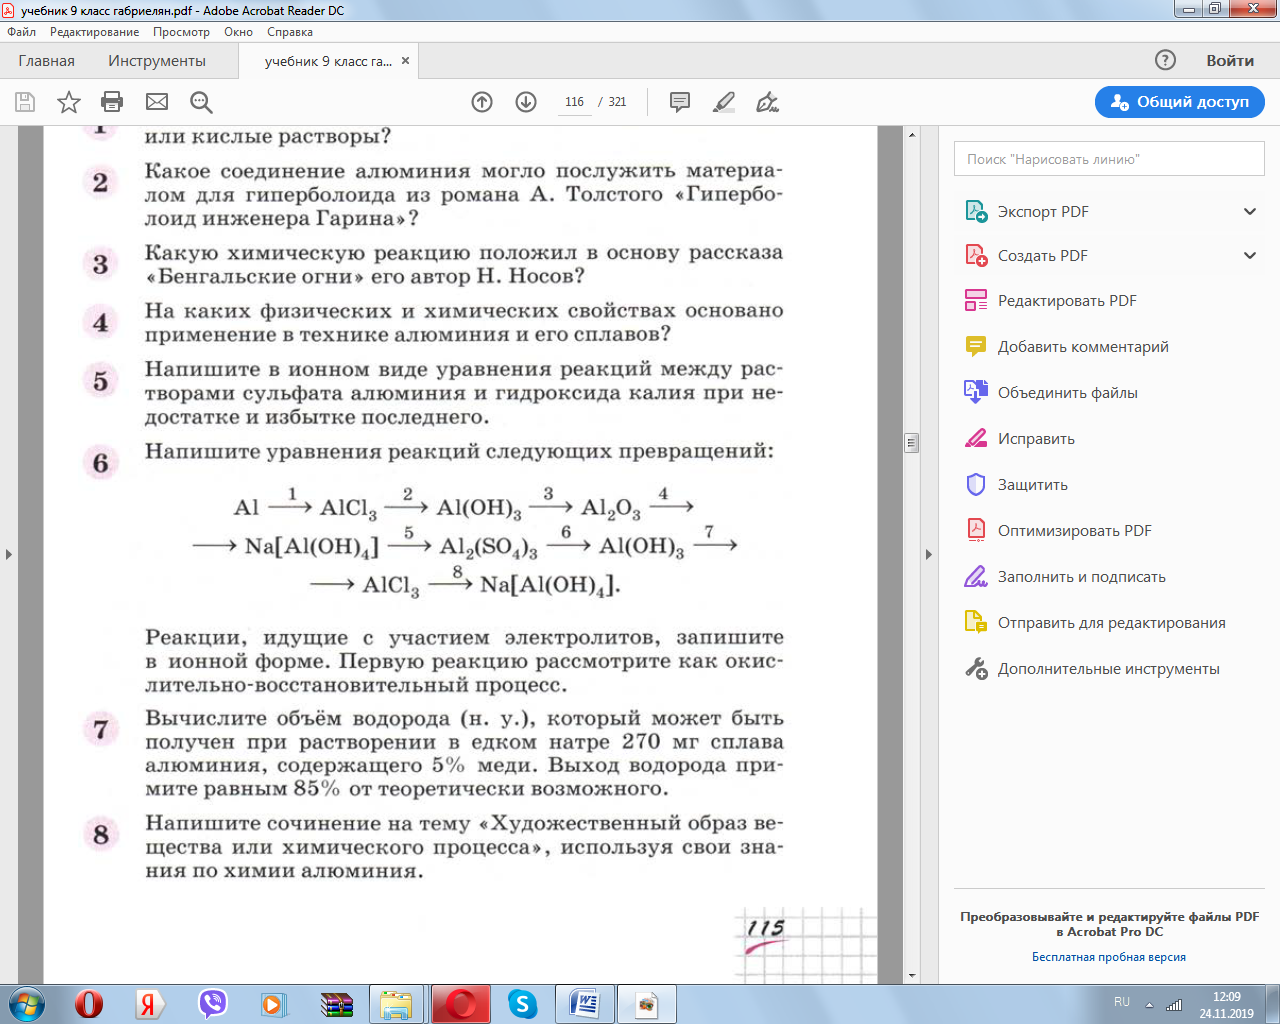 учебник 9 класс габриелян.pdf - Adobe Acrobat Reader DC
Файл Редактирование Просмотр Окно Справка
Главная Инструменты учебник 9 класс га... × Войти
116 / 321 Общий доступ
1 или кислые растворы?
2 Какое соединение алюминия могло послужить материа-
лом для гиперболоида из романа А. Толстого «Гипербо-
лоид инженера Гарина»?
3 Какую химическую реакцию положил в основу рассказа
«Бенгальские огни» его автор Н. Носов?
4 На каких физических и химических свойствах основано
применение в технике алюминия и его сплавов?
5 Напишите в ионном виде уравнения реакций между рас-
творами сульфата алюминия и гидроксида калия при не-
достатке и избытке последнего.
6 Напишите уравнения реакций следующих превращений:
Al —1→ AlCl₃ —2→ Al(OH)₃ —3→ Al₂O₃ —4→
→ Na[Al(OH)₄] —5→ Al₂(SO₄)₃ —6→ Al(OH)₃ —7→
→ AlCl₃ —8→ Na[Al(OH)₄].
Реакции, идущие с участием электролитов, запишите
в ионной форме. Первую реакцию рассмотрите как окис-
лительно-восстановительный процесс.
7 Вычислите объём водорода (н. у.), который может быть
получен при растворении в едком натре 270 мг сплава
алюминия, содержащего 5% меди. Выход водорода при-
мите равным 85% от теоретически возможного.
8 Напишите сочинение на тему «Художественный образ ве-
щества или химического процесса», используя свои зна-
ния по химии алюминия.
115
Поиск "Нарисовать линию"
Экспорт PDF
Создать PDF
Редактировать PDF
Добавить комментарий
Объединить файлы
Исправить
Защитить
Оптимизировать PDF
Заполнить и подписать
Отправить для редактирования
Дополнительные инструменты
Преобразовывайте и редактируйте файлы PDF
в Acrobat Pro DC
Бесплатная пробная версия
RU 12:09
24.11.2019